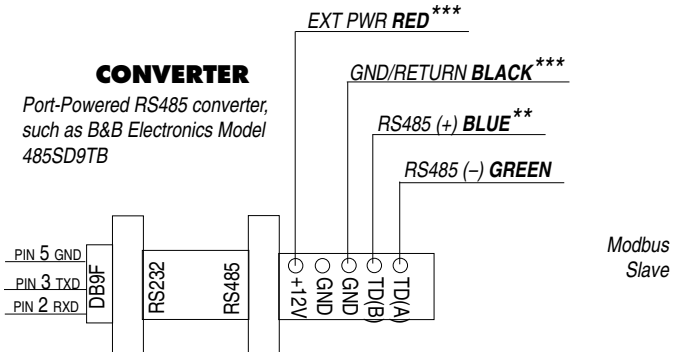 EXT PWR RED***
CONVERTER
GND/RETURN BLACK***
Port-Powered RS485 converter,
such as B&B Electronics Model
485SD9TB
RS485 (+) BLUE**
RS485 (–) GREEN
Modbus
Slave
PIN 5 GND
PIN 3 TXD
PIN 2 RXD
DB9F
RS232
RS485
+12V
GND
GND
TD(B)
TD(A)